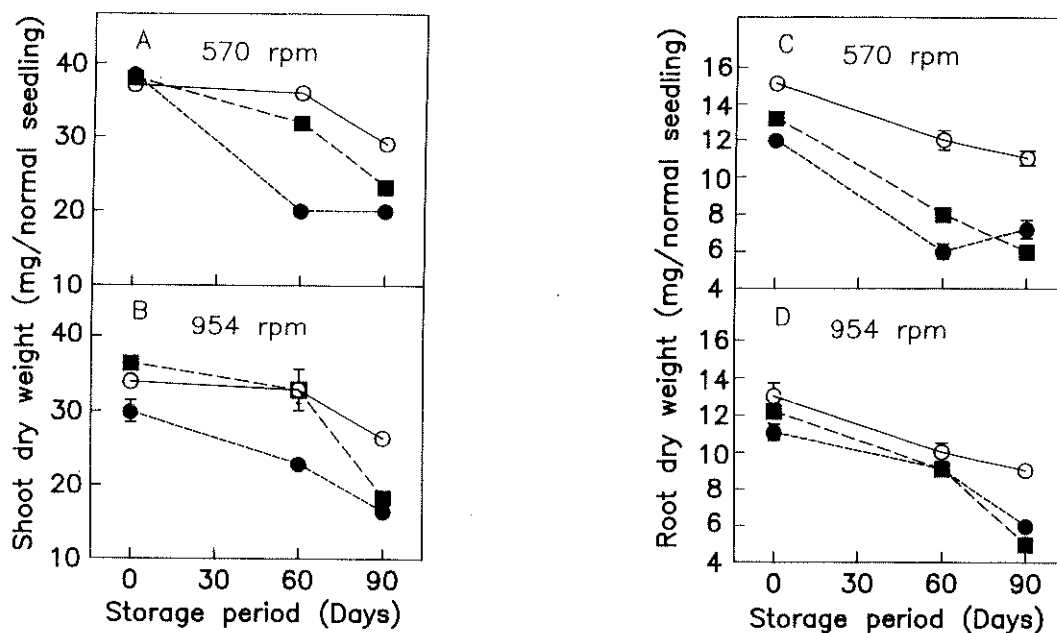 Shoot dry weight (mg/normal seedling)
A
570 rpm
40
30
20
10
B
954 rpm
40
30
20
10
0 30 60 90
Storage period (Days)
Root dry weight (mg/normal seedling)
C
570 rpm
16
14
12
10
8
6
4
D
954 rpm
14
12
10
8
6
4
0 30 60 90
Storage period (Days)